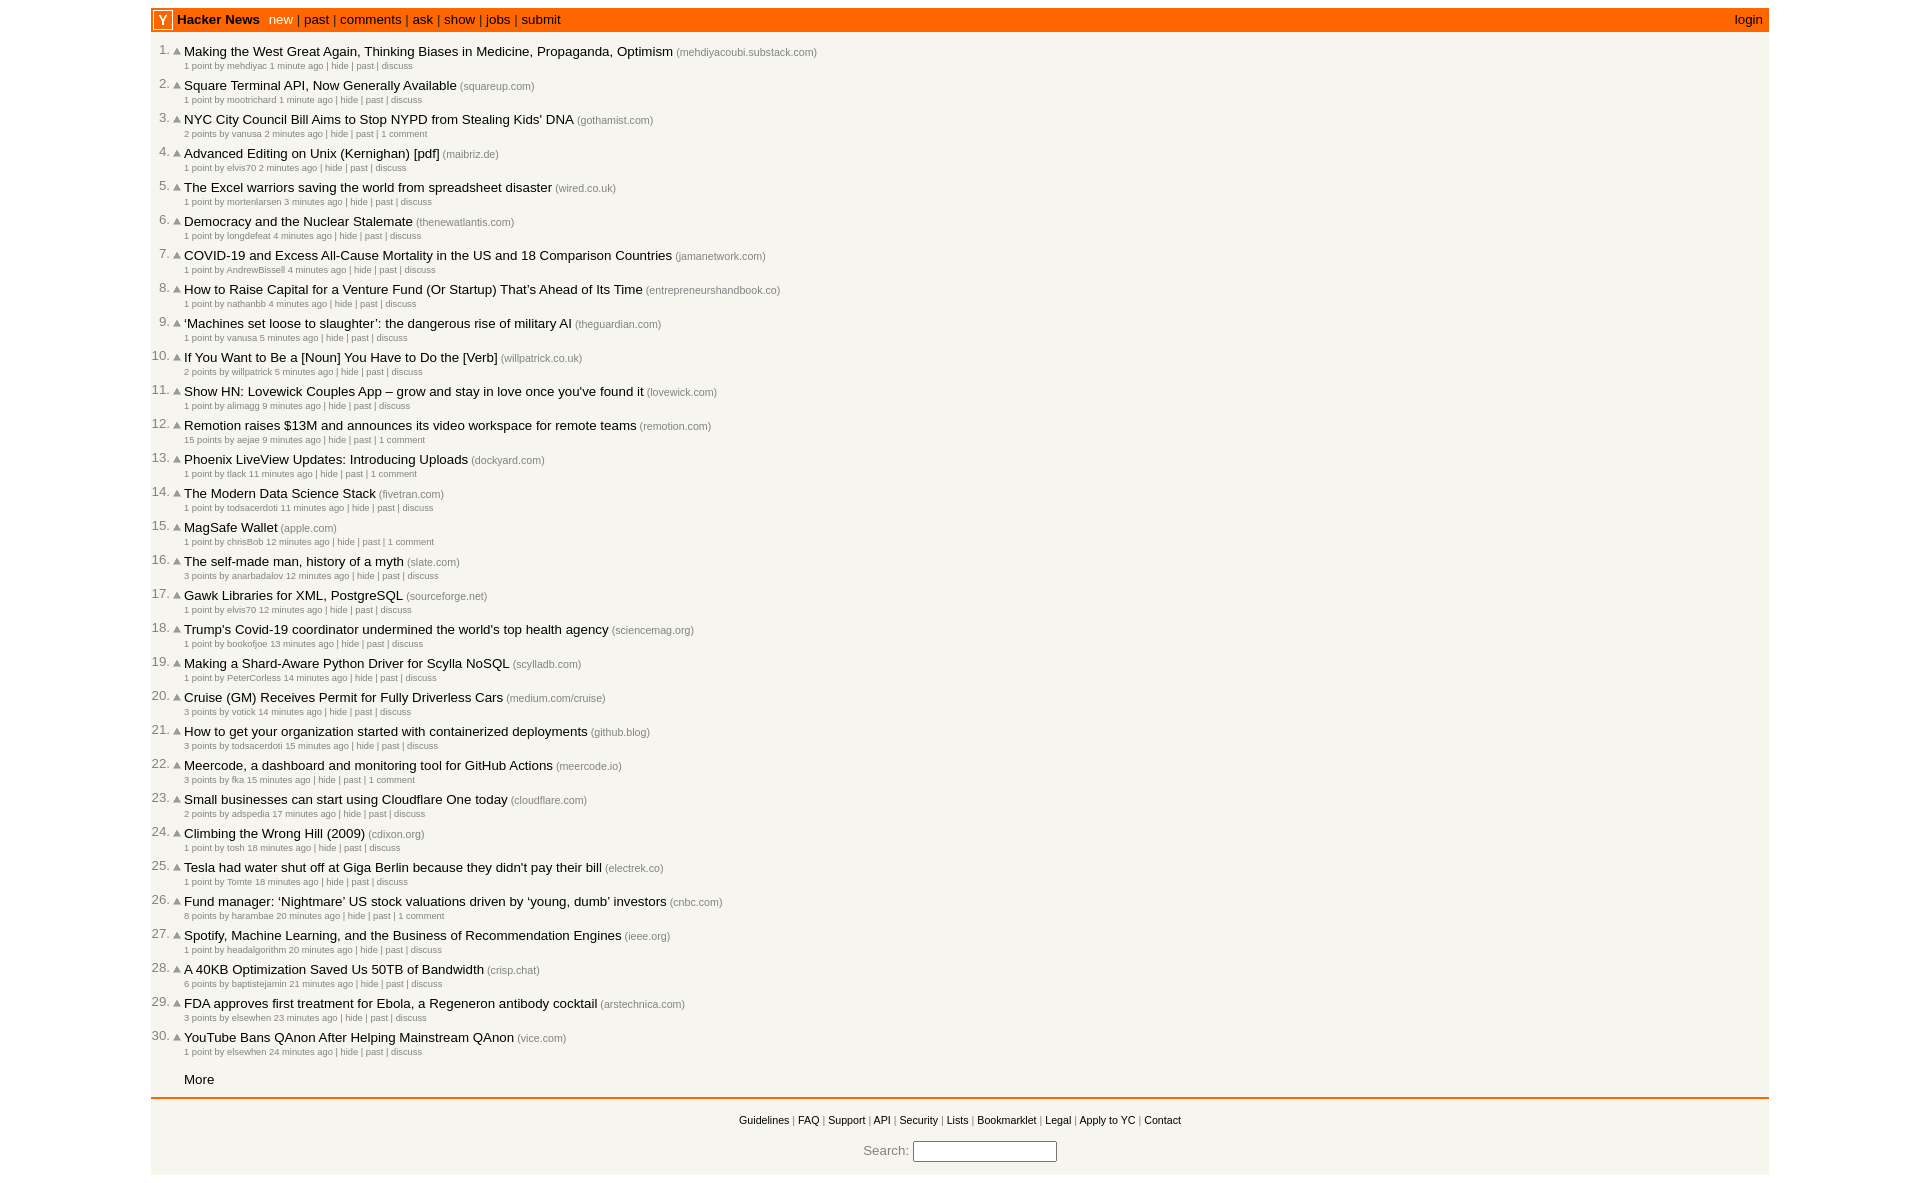 Y Hacker News new | past | comments | ask | show | jobs | submit login
1. Making the West Great Again, Thinking Biases in Medicine, Propaganda, Optimism (mehdiyacoubi.substack.com)
1 point by mehdiyac 1 minute ago | hide | past | discuss
2. Square Terminal API, Now Generally Available (squareup.com)
1 point by mootrichard 1 minute ago | hide | past | discuss
3. NYC City Council Bill Aims to Stop NYPD from Stealing Kids' DNA (gothamist.com)
2 points by vanusa 2 minutes ago | hide | past | 1 comment
4. Advanced Editing on Unix (Kernighan) [pdf] (maibriz.de)
1 point by elvis70 2 minutes ago | hide | past | discuss
5. The Excel warriors saving the world from spreadsheet disaster (wired.co.uk)
1 point by mortenlarsen 3 minutes ago | hide | past | discuss
6. Democracy and the Nuclear Stalemate (thenewatlantis.com)
1 point by longdefeat 4 minutes ago | hide | past | discuss
7. COVID-19 and Excess All-Cause Mortality in the US and 18 Comparison Countries (jamanetwork.com)
1 point by AndrewBissell 4 minutes ago | hide | past | discuss
8. How to Raise Capital for a Venture Fund (Or Startup) That’s Ahead of Its Time (entrepreneurshandbook.co)
1 point by nathanbb 4 minutes ago | hide | past | discuss
9. ‘Machines set loose to slaughter’: the dangerous rise of military AI (theguardian.com)
1 point by vanusa 5 minutes ago | hide | past | discuss
10. If You Want to Be a [Noun] You Have to Do the [Verb] (willpatrick.co.uk)
2 points by willpatrick 5 minutes ago | hide | past | discuss
11. Show HN: Lovewick Couples App – grow and stay in love once you've found it (lovewick.com)
1 point by alimagg 9 minutes ago | hide | past | discuss
12. Remotion raises $13M and announces its video workspace for remote teams (remotion.com)
15 points by aejae 9 minutes ago | hide | past | 1 comment
13. Phoenix LiveView Updates: Introducing Uploads (dockyard.com)
1 point by tlack 11 minutes ago | hide | past | 1 comment
14. The Modern Data Science Stack (fivetran.com)
1 point by todsacerdoti 11 minutes ago | hide | past | discuss
15. MagSafe Wallet (apple.com)
1 point by chrisBob 12 minutes ago | hide | past | 1 comment
16. The self-made man, history of a myth (slate.com)
3 points by anarbadalov 12 minutes ago | hide | past | discuss
17. Gawk Libraries for XML, PostgreSQL (sourceforge.net)
1 point by elvis70 12 minutes ago | hide | past | discuss
18. Trump's Covid-19 coordinator undermined the world's top health agency (sciencemag.org)
1 point by bookofjoe 13 minutes ago | hide | past | discuss
19. Making a Shard-Aware Python Driver for Scylla NoSQL (scylladb.com)
1 point by PeterCorless 14 minutes ago | hide | past | discuss
20. Cruise (GM) Receives Permit for Fully Driverless Cars (medium.com/cruise)
3 points by votick 14 minutes ago | hide | past | discuss
21. How to get your organization started with containerized deployments (github.blog)
3 points by todsacerdoti 15 minutes ago | hide | past | discuss
22. Meercode, a dashboard and monitoring tool for GitHub Actions (meercode.io)
3 points by fka 15 minutes ago | hide | past | 1 comment
23. Small businesses can start using Cloudflare One today (cloudflare.com)
2 points by adspedia 17 minutes ago | hide | past | discuss
24. Climbing the Wrong Hill (2009) (cdixon.org)
1 point by tosh 18 minutes ago | hide | past | discuss
25. Tesla had water shut off at Giga Berlin because they didn't pay their bill (electrek.co)
1 point by Tomte 18 minutes ago | hide | past | discuss
26. Fund manager: ‘Nightmare’ US stock valuations driven by ‘young, dumb’ investors (cnbc.com)
8 points by harambae 20 minutes ago | hide | past | 1 comment
27. Spotify, Machine Learning, and the Business of Recommendation Engines (ieee.org)
1 point by headalgorithm 20 minutes ago | hide | past | discuss
28. A 40KB Optimization Saved Us 50TB of Bandwidth (crisp.chat)
6 points by baptistejamin 21 minutes ago | hide | past | discuss
29. FDA approves first treatment for Ebola, a Regeneron antibody cocktail (arstechnica.com)
3 points by elsewhen 23 minutes ago | hide | past | discuss
30. YouTube Bans QAnon After Helping Mainstream QAnon (vice.com)
1 point by elsewhen 24 minutes ago | hide | past | discuss
More
Guidelines | FAQ | Support | API | Security | Lists | Bookmarklet | Legal | Apply to YC | Contact
Search: